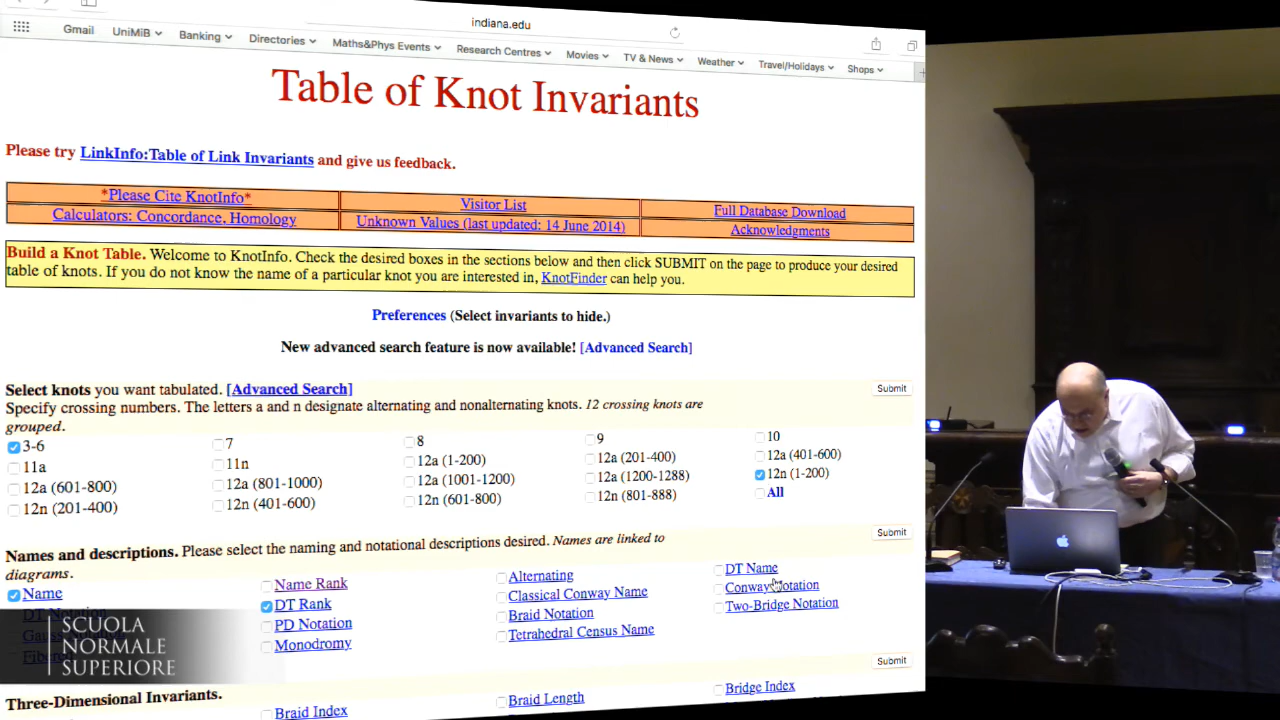 indiana.edu
Gmail UniMiB Banking Directories Maths&Phys Events Research Centres Movies TV & News Weather Travel/Holidays Shops
Table of Knot Invariants
Please try LinkInfo:Table of Link Invariants and give us feedback.
*Please Cite KnotInfo* Visitor List Full Database Download
Calculators: Concordance, Homology Unknown Values (last updated: 14 June 2014) Acknowledgments
Build a Knot Table. Welcome to KnotInfo. Check the desired boxes in the sections below and then click SUBMIT on the page to produce your desired
table of knots. If you do not know the name of a particular knot you are interested in, KnotFinder can help you.
Preferences (Select invariants to hide.)
New advanced search feature is now available! [Advanced Search]
Select knots you want tabulated. [Advanced Search] Submit
Specify crossing numbers. The letters a and n designate alternating and nonalternating knots. 12 crossing knots are
grouped.
3-6 7 8 9 10
11a 11n 12a (1-200) 12a (201-400) 12a (401-600)
12a (601-800) 12a (801-1000) 12a (1001-1200) 12a (1200-1288) 12n (1-200)
12n (201-400) 12n (401-600) 12n (601-800) 12n (801-888) All
Names and descriptions. Please select the naming and notational descriptions desired. Names are linked to Submit
diagrams.
Name Name Rank Alternating DT Name
DT Notation DT Rank Classical Conway Name Conway Notation
Gauss Notation PD Notation Braid Notation Two-Bridge Notation
Fibered Monodromy Tetrahedral Census Name
Submit
Three-Dimensional Invariants.
Braid Index Braid Length Bridge Index
SCUOLA
NORMALE
SUPERIORE